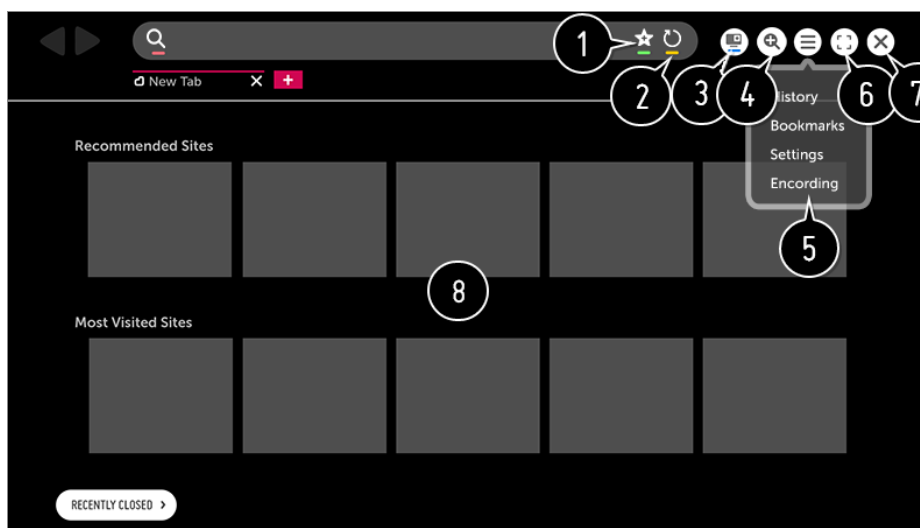 1
New Tab
2
3
4
6
7
History
Bookmarks
Settings
Encording
5
Recommended Sites
8
Most Visited Sites
RECENTLY CLOSED